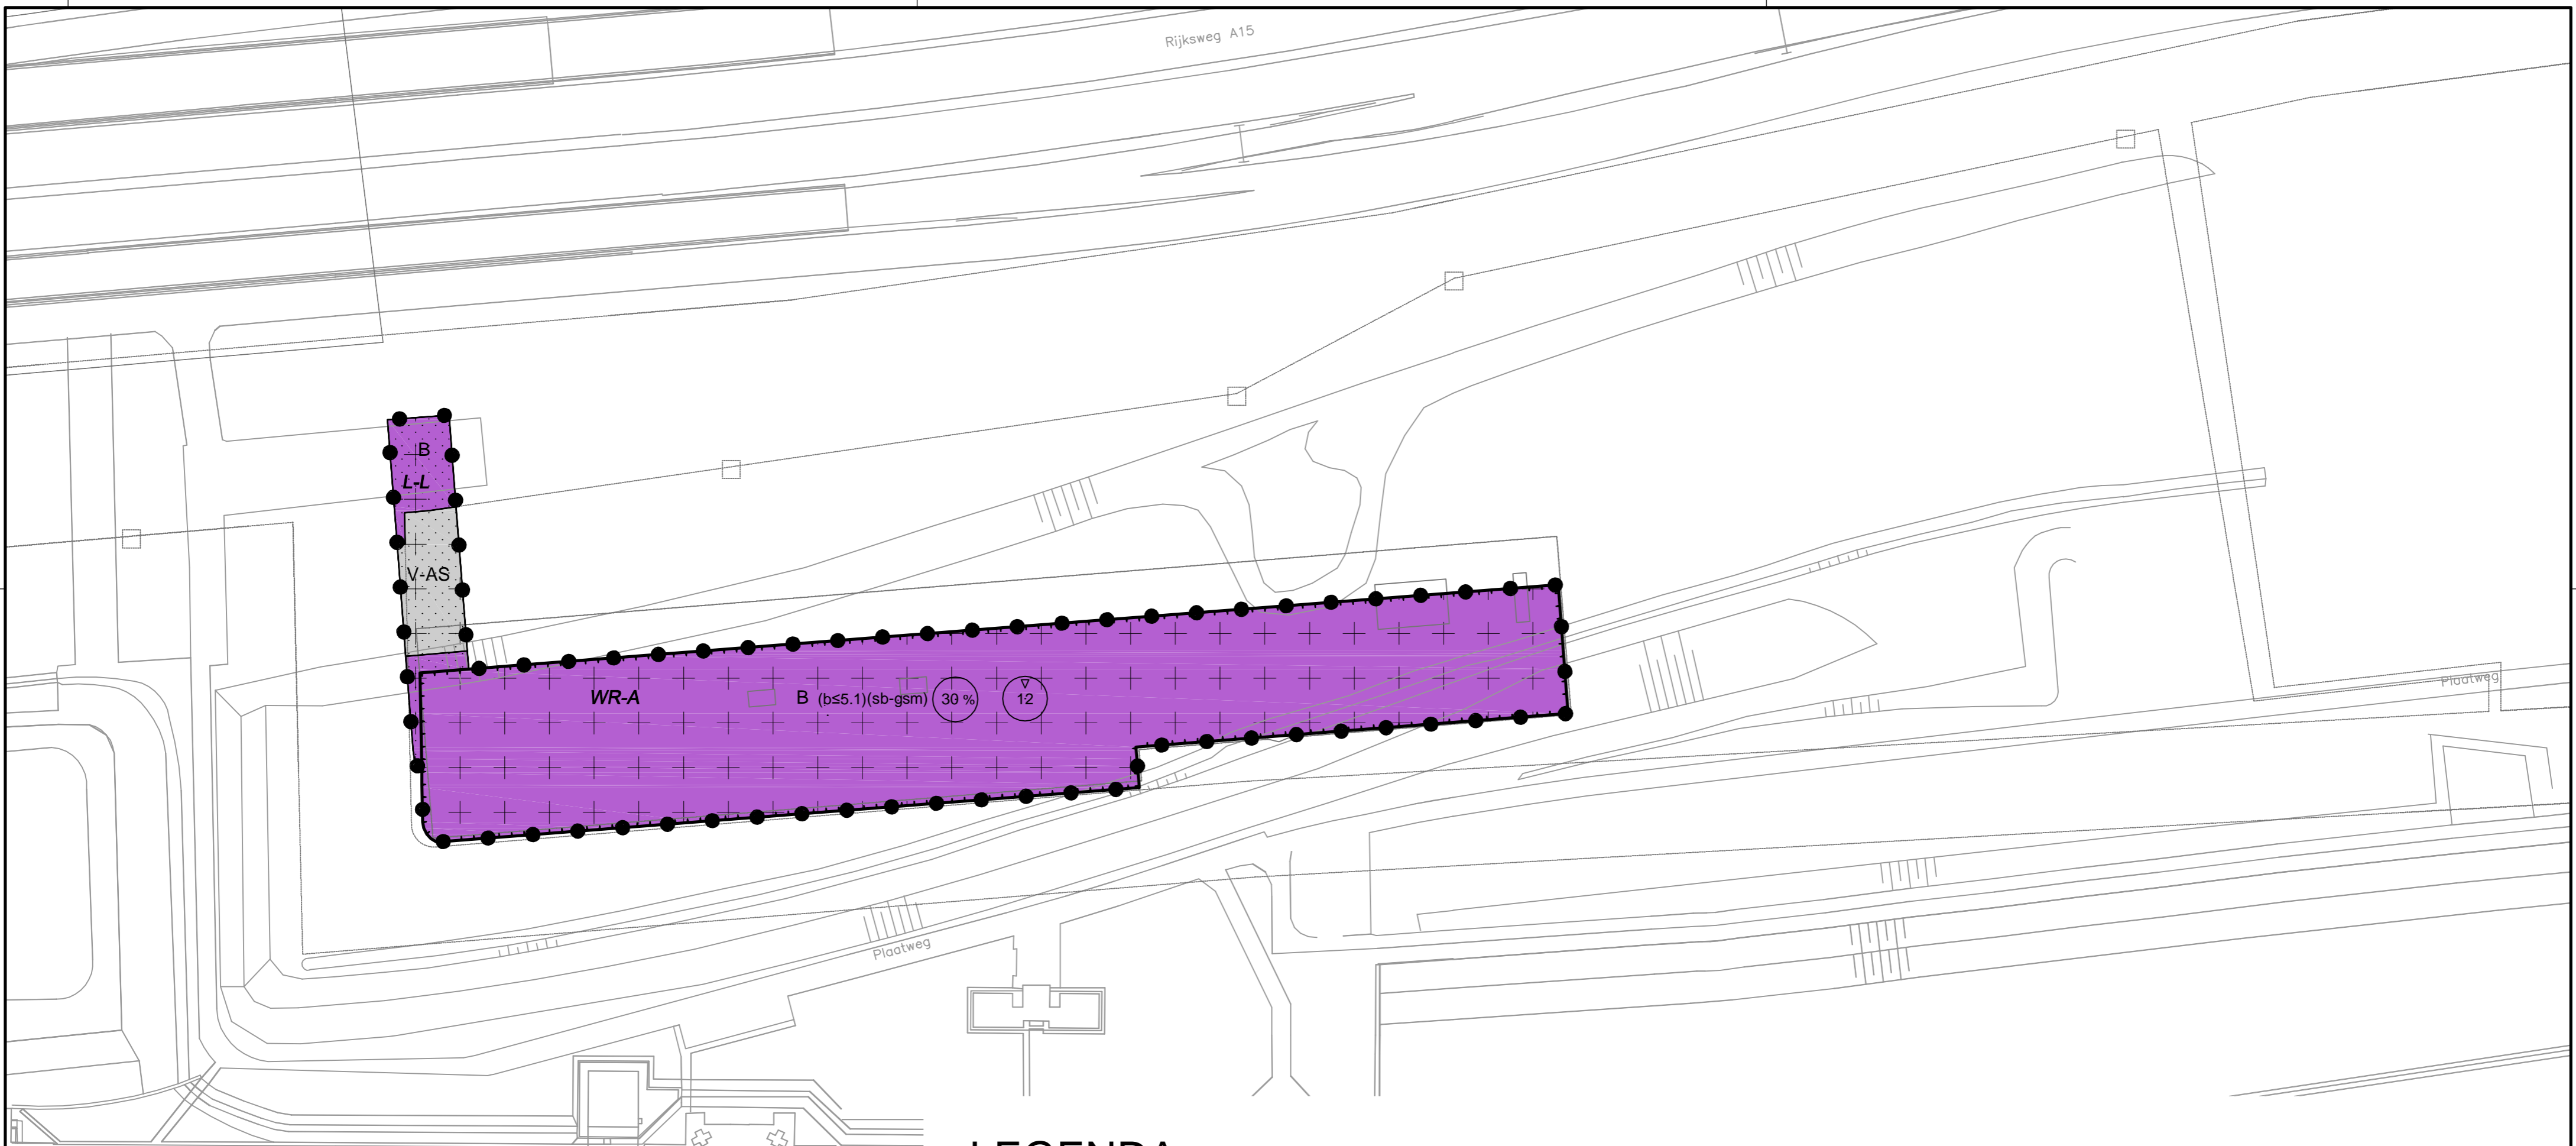 Rijksweg A15
B
L-L
V-AS
WR-A
B (b≤5.1)(sb-gsm) 30 % 12
Plaatweg
Plaatweg
LEGENDA